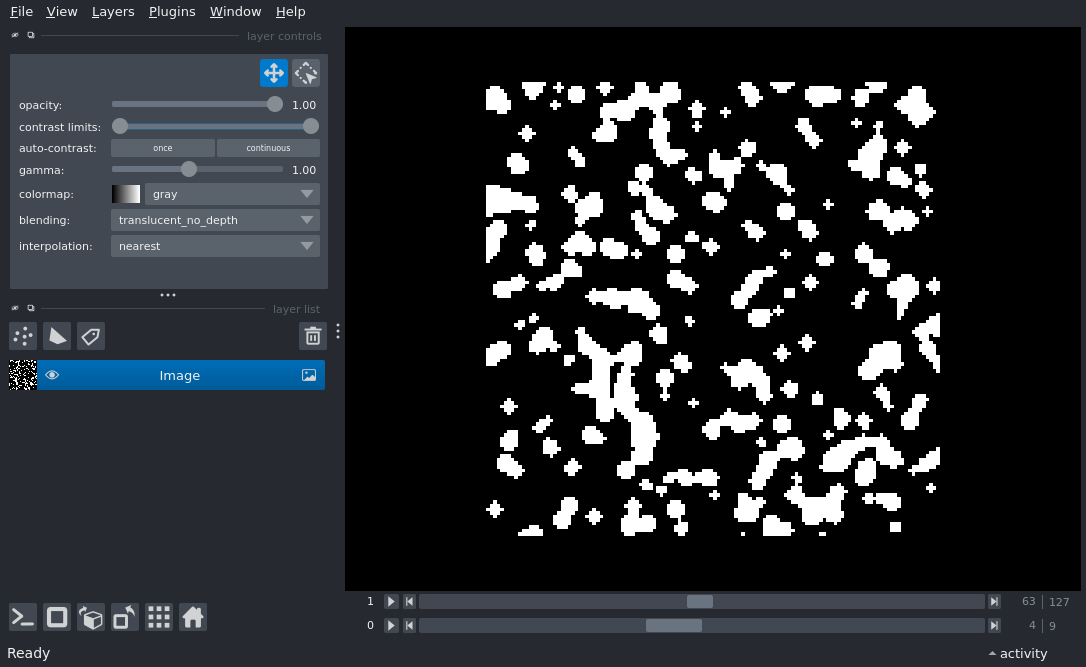 File View Layers Plugins Window Help
layer controls
opacity: 1.00
contrast limits:
auto-contrast: once continuous
gamma: 1.00
colormap: gray
blending: translucent_no_depth
interpolation: nearest
layer list
Image
1 63 127
0 4 9
Ready activity